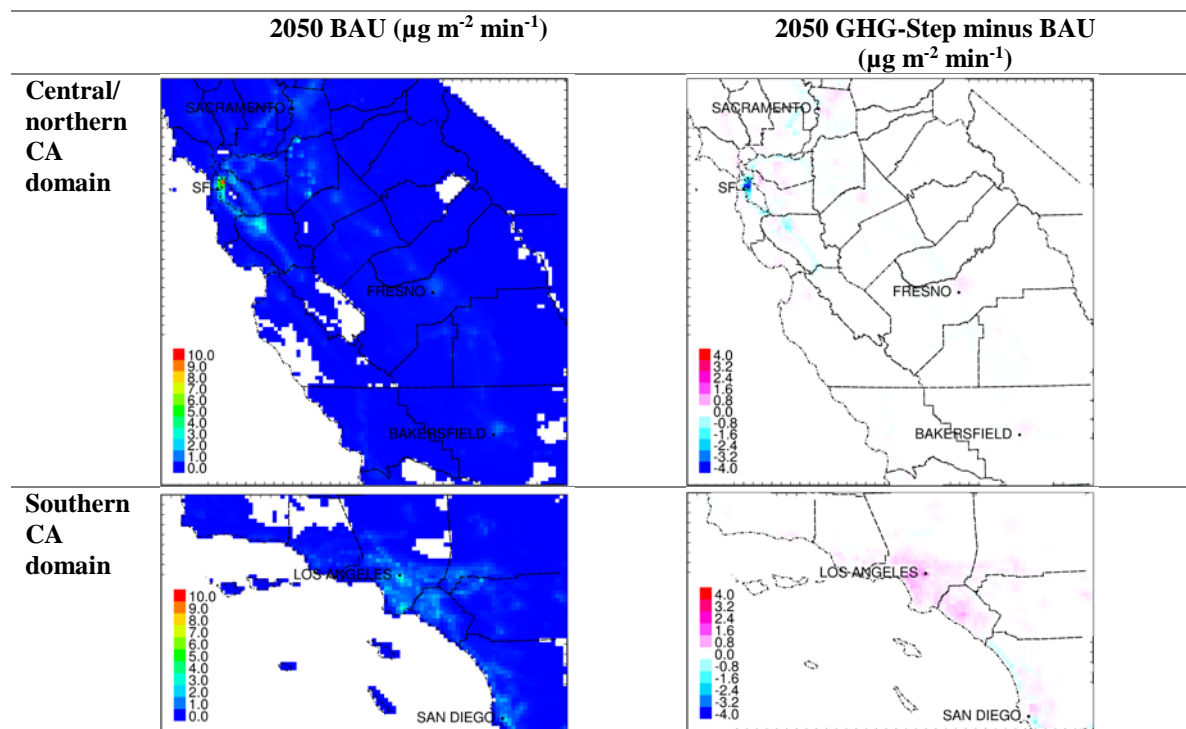 2050 BAU (µg m-2 min-1)
2050 GHG-Step minus BAU
(µg m-2 min-1)
Central/
northern
CA
domain
SACRAMENTO
SF
FRESNO
BAKERSFIELD
10.0
9.0
8.0
7.0
6.0
5.0
4.0
3.0
2.0
1.0
0.0
SACRAMENTO
SF
FRESNO
BAKERSFIELD
4.0
3.2
2.4
1.6
0.8
0.0
-0.8
-1.6
-2.4
-3.2
-4.0
Southern
CA
domain
LOS ANGELES
SAN DIEGO
10.0
9.0
8.0
7.0
6.0
5.0
4.0
3.0
2.0
1.0
0.0
LOS ANGELES
SAN DIEGO
4.0
3.2
2.4
1.6
0.8
0.0
-0.8
-1.6
-2.4
-3.2
-4.0